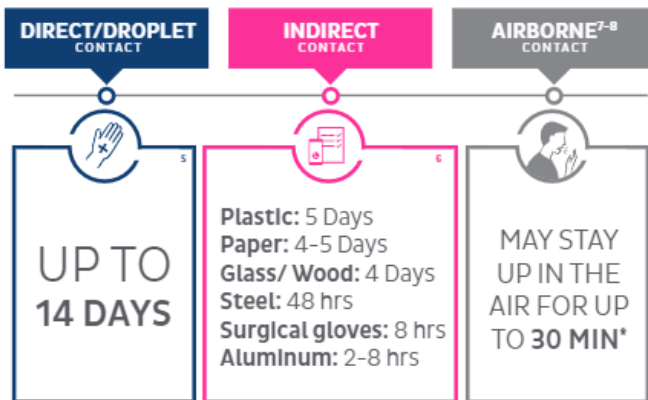 DIRECT/DROPLET
CONTACT
INDIRECT
CONTACT
AIRBORNE7-8
CONTACT
5
UP TO
14 DAYS
6
Plastic: 5 Days
Paper: 4-5 Days
Glass/ Wood: 4 Days
Steel: 48 hrs
Surgical gloves: 8 hrs
Aluminum: 2-8 hrs
MAY STAY
UP IN THE
AIR FOR UP
TO 30 MIN*